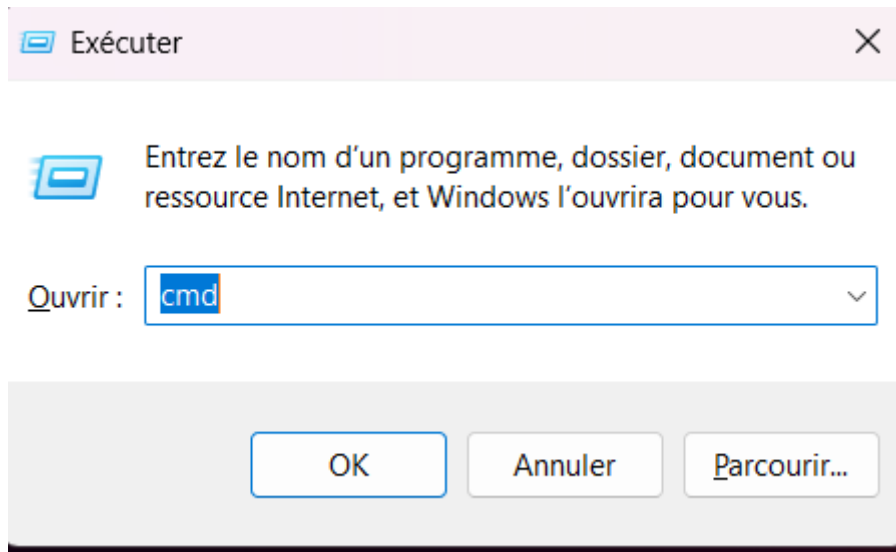 Exécuter
Entrez le nom d’un programme, dossier, document ou
ressource Internet, et Windows l’ouvrira pour vous.
Ouvrir : cmd
OK Annuler Parcourir...